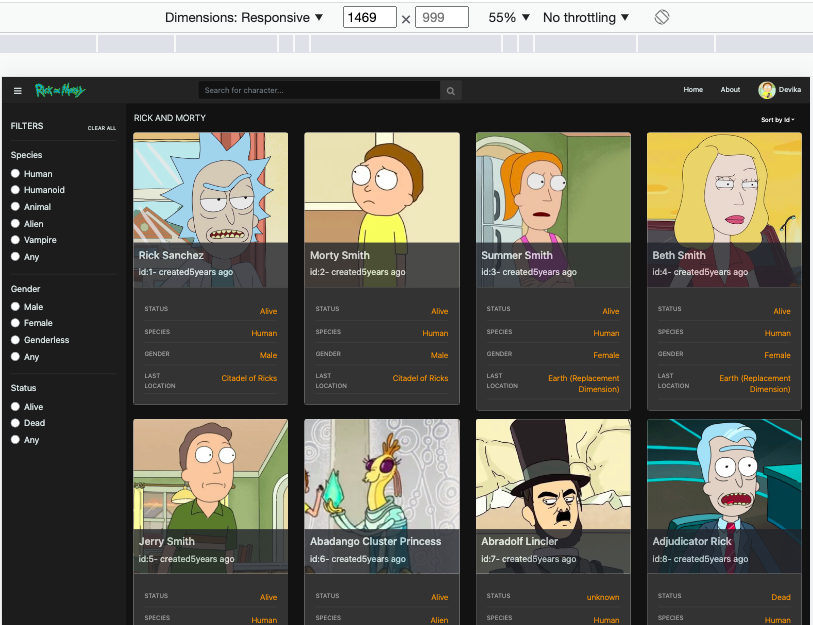 Dimensions: Responsive ▼ 1469 × 999 55% ▼ No throttling ▼
Rick and Morty Search for character... Home About Devika
FILTERS CLEAR ALL
Species
Human
Humanoid
Animal
Alien
Vampire
Any
Gender
Male
Female
Genderless
Any
Status
Alive
Dead
Any
RICK AND MORTY Sort by Id
Rick Sanchez
id:1- created5years ago
STATUS Alive
SPECIES Human
GENDER Male
LAST LOCATION Citadel of Ricks
Morty Smith
id:2- created5years ago
STATUS Alive
SPECIES Human
GENDER Male
LAST LOCATION Citadel of Ricks
Summer Smith
id:3- created5years ago
STATUS Alive
SPECIES Human
GENDER Female
LAST LOCATION Earth (Replacement Dimension)
Beth Smith
id:4- created5years ago
STATUS Alive
SPECIES Human
GENDER Female
LAST LOCATION Earth (Replacement Dimension)
Jerry Smith
id:5- created5years ago
STATUS Alive
SPECIES Human
Abadango Cluster Princess
id:6- created5years ago
STATUS Alive
SPECIES Alien
Abradolf Lincler
id:7- created5years ago
STATUS unknown
SPECIES Human
Adjudicator Rick
id:8- created5years ago
STATUS Dead
SPECIES Human